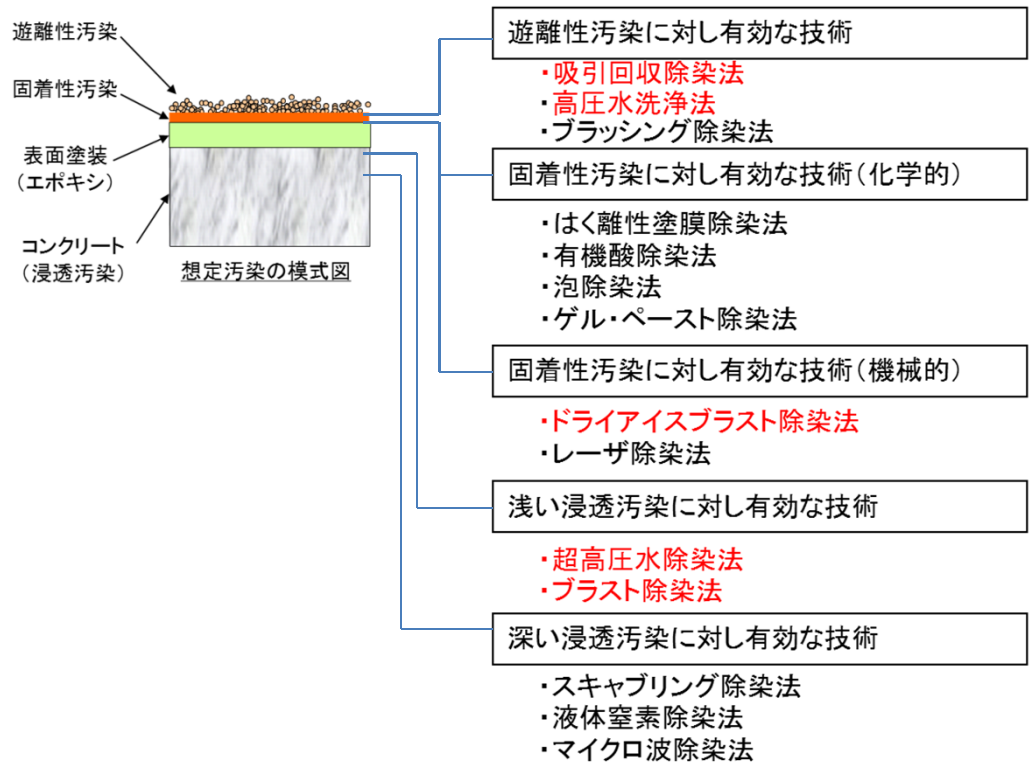 遊離性汚染
固着性汚染
表面塗装
(エポキシ)
コンクリート
(浸透汚染)
想定汚染の模式図
遊離性汚染に対し有効な技術
・吸引回収除染法
・高圧水洗浄法
・ブラッシング除染法
固着性汚染に対し有効な技術(化学的)
・はく離性塗膜除染法
・有機酸除染法
・泡除染法
・ゲル・ペースト除染法
固着性汚染に対し有効な技術(機械的)
・ドライアイスブラスト除染法
・レーザ除染法
浅い浸透汚染に対し有効な技術
・超高圧水除染法
・ブラスト除染法
深い浸透汚染に対し有効な技術
・スキャブリング除染法
・液体窒素除染法
・マイクロ波除染法